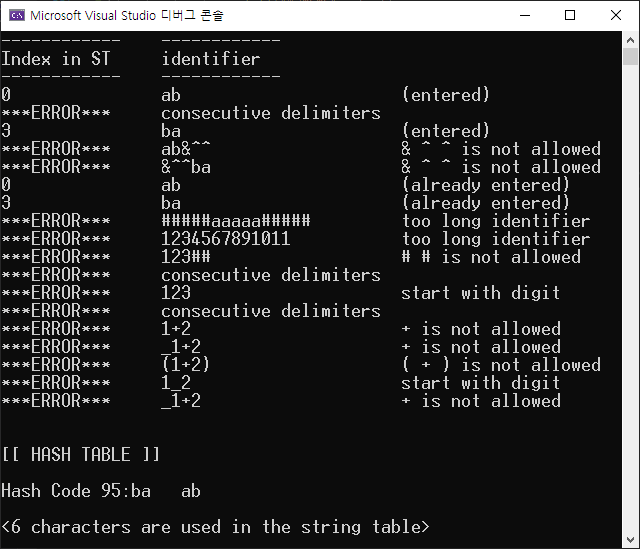 Microsoft Visual Studio 디버그 콘솔
------------    ------------
Index in ST     identifier
------------    ------------
0               ab                      (entered)
***ERROR***     consecutive delimiters
3               ba                      (entered)
***ERROR***     ab&^^                   & ^ ^ is not allowed
***ERROR***     &^^ba                   & ^ ^ is not allowed
0               ab                      (already entered)
3               ba                      (already entered)
***ERROR***     #####aaaaa#####         too long identifier
***ERROR***     1234567891011           too long identifier
***ERROR***     123##                   # # is not allowed
***ERROR***     consecutive delimiters
***ERROR***     123                     start with digit
***ERROR***     consecutive delimiters
***ERROR***     1+2                     + is not allowed
***ERROR***     _1+2                    + is not allowed
***ERROR***     (1+2)                   ( + ) is not allowed
***ERROR***     1_2                     start with digit
***ERROR***     _1+2                    + is not allowed
[[ HASH TABLE ]]
Hash Code 95:ba   ab
<6 characters are used in the string table>